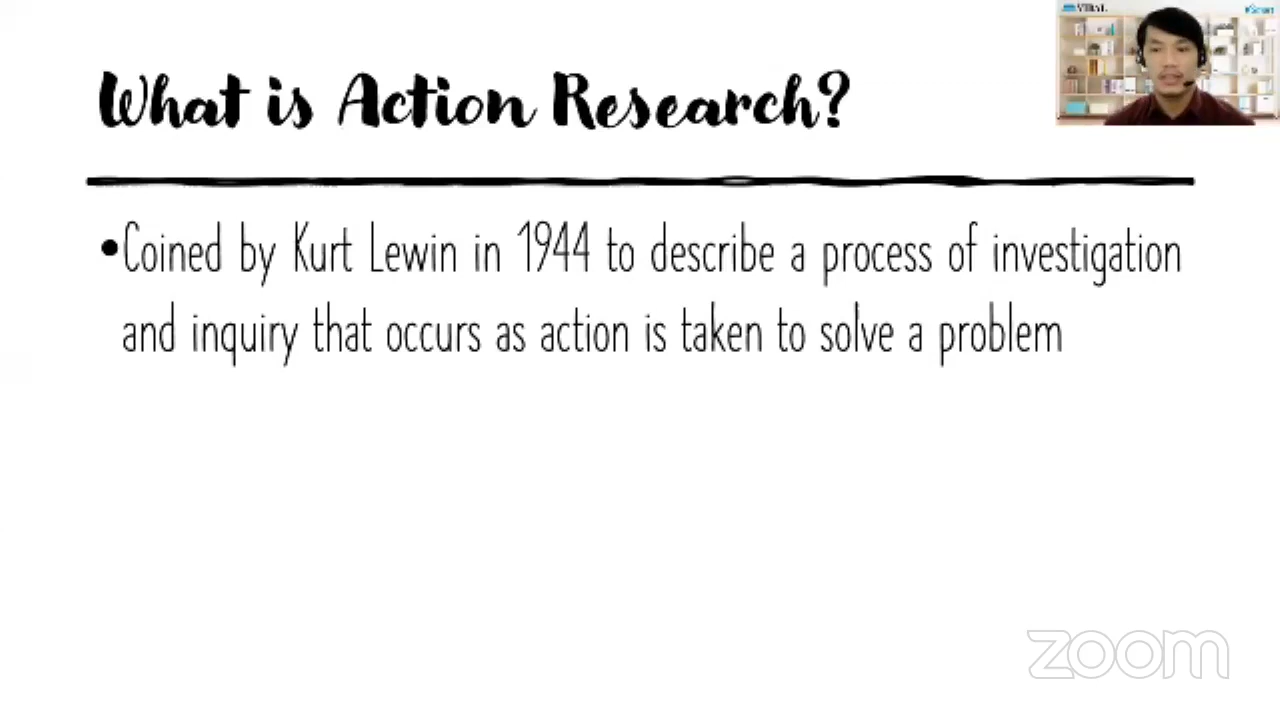 What is Action Research?
•Coined by Kurt Lewin in 1944 to describe a process of investigation
and inquiry that occurs as action is taken to solve a problem
zoom